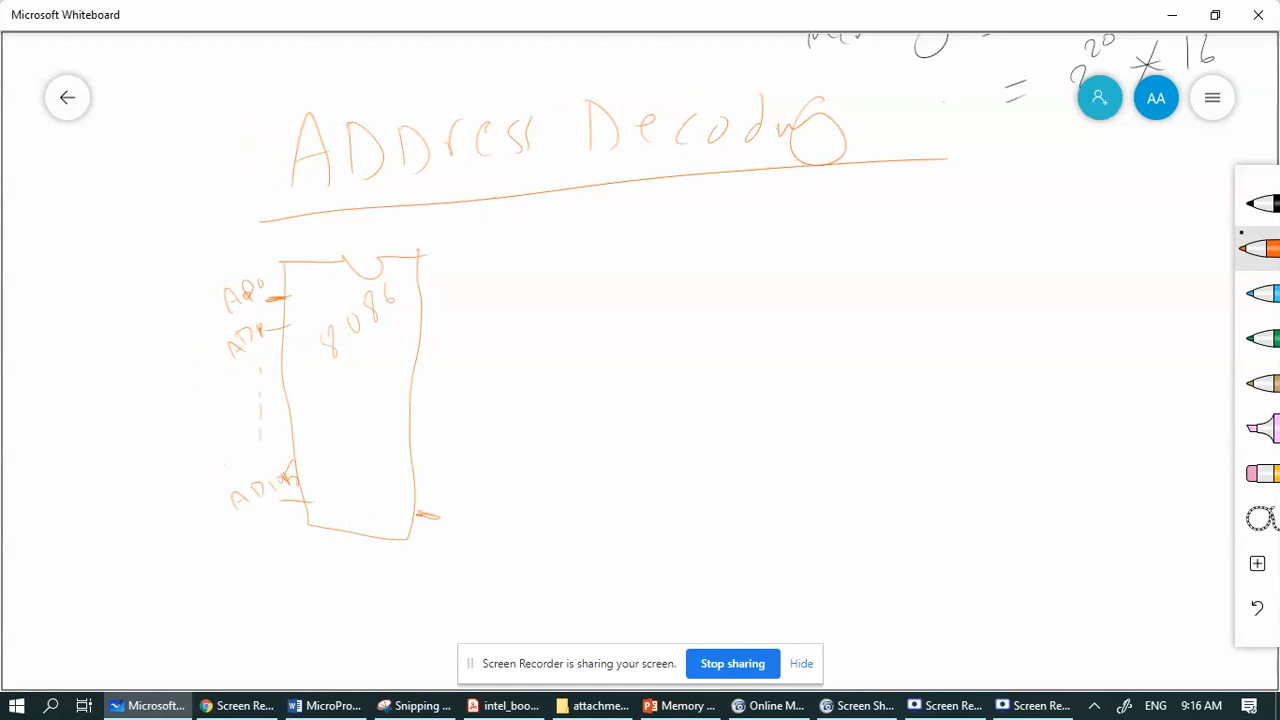 Microsoft Whiteboard
= 2^20 * 16
AA
ADDress Decoding
AD0
8086
AD1
Screen Recorder is sharing your screen.
Stop sharing
Hide
Microsoft...
Screen Re...
MicroPro...
Snipping ...
intel_boo...
attachme...
Memory ...
Online M...
Screen Sh...
Screen Re...
Screen Re...
ENG
9:16 AM